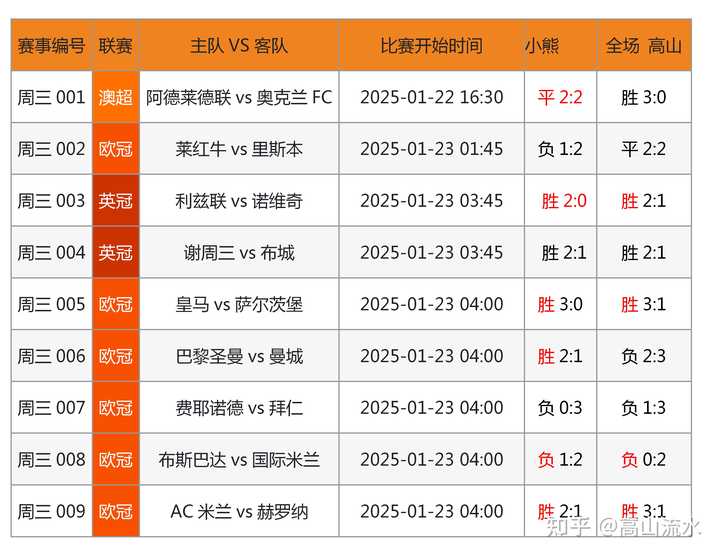 赛事编号 联赛 主队 VS 客队 比赛开始时间 小熊 全场 高山
周三 001 澳超 阿德莱德联 vs 奥克兰 FC 2025-01-22 16:30 平 2:2 胜 3:0
周三 002 欧冠 莱红牛 vs 里斯本 2025-01-23 01:45 负 1:2 平 2:2
周三 003 英冠 利兹联 vs 诺维奇 2025-01-23 03:45 胜 2:0 胜 2:1
周三 004 英冠 谢周三 vs 布城 2025-01-23 03:45 胜 2:1 胜 2:1
周三 005 欧冠 皇马 vs 萨尔茨堡 2025-01-23 04:00 胜 3:0 胜 3:1
周三 006 欧冠 巴黎圣曼 vs 曼城 2025-01-23 04:00 胜 2:1 负 2:3
周三 007 欧冠 费耶诺德 vs 拜仁 2025-01-23 04:00 负 0:3 负 1:3
周三 008 欧冠 布斯巴达 vs 国际米兰 2025-01-23 04:00 负 1:2 负 0:2
周三 009 欧冠 AC 米兰 vs 赫罗纳 2025-01-23 04:00 胜 2:1 胜 3:1
知乎 @高山流水